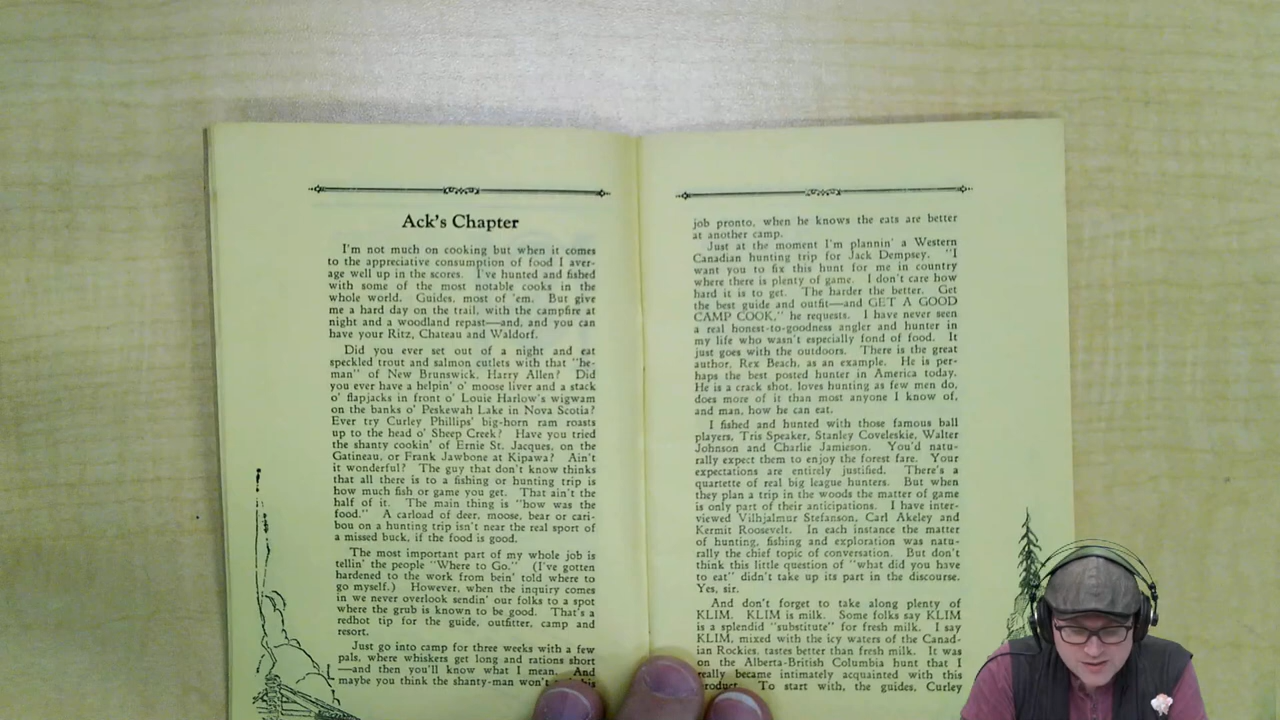 Ack's Chapter
I'm not much on cooking but when it comes
to the appreciative consumption of food I aver-
age well up in the scores. I've hunted and fished
with some of the most notable cooks in the
whole world. Guides, most of 'em. But give
me a hard day on the trail, with the campfire at
night and a woodland repast—and, and you can
have your Ritz, Chateau and Waldorf.
Did you ever set out of a night and eat
speckled trout and salmon cutlets with that "he-
man" of New Brunswick, Harry Allen? Did
you ever have a helpin' o' moose liver and a stack
o' flapjacks in front o' Louie Harlow's wigwam
on the banks o' Peskewah Lake in Nova Scotia?
Ever try Curley Phillips' big-horn ram roasts
up to the head o' Sheep Creek? Have you tried
the shanty cookin' of Ernie St. Jacques, on the
Gatineau, or Frank Jawbone at Kipawa? Ain't
it wonderful? The guy that don't know thinks
that all there is to a fishing or hunting trip is
how much fish or game you get. That ain't the
half of it. The main thing is "how was the
food." A carload of deer, moose, bear or cari-
bou on a hunting trip isn't near the real sport of
a missed buck, if the food is good.
The most important part of my whole job is
tellin' the people "Where to Go." (I've gotten
hardened to the work from bein' told where to
go myself.) However, when the inquiry comes
in we never overlook sendin' our folks to a spot
where the grub is known to be good. That's a
redhot tip for the guide, outfitter, camp and
resort.
Just go into camp for three weeks with a few
pals, where whiskers get long and rations short
—and then you'll know what I mean. And
maybe you think the shanty-man won't his
job pronto, when he knows the eats are better
at another camp.
Just at the moment I'm plannin' a Western
Canadian hunting trip for Jack Dempsey. "I
want you to fix this hunt for me in country
where there is plenty of game. I don't care how
hard it is to get. The harder the better. Get
the best guide and outfit—and GET A GOOD
CAMP COOK," he requests. I have never seen
a real honest-to-goodness angler and hunter in
my life who wasn't especially fond of food. It
just goes with the outdoors. There is the great
author, Rex Beach, as an example. He is per-
haps the best posted hunter in America today.
He is a crack shot, loves hunting as few men do,
does more of it than most anyone I know of,
and man, how he can eat.
I fished and hunted with those famous ball
players, Tris Speaker, Stanley Coveleskie, Walter
Johnson and Charlie Jamieson. You'd natu-
rally expect them to enjoy the forest fare. Your
expectations are entirely justified. There's a
quartette of real big league hunters. But when
they plan a trip in the woods the matter of game
is only part of their anticipations. I have inter-
viewed Vilhjalmur Stefanson, Carl Akeley and
Kermit Roosevelt. In each instance the matter
of hunting, fishing and exploration was natu-
rally the chief topic of conversation. But don't
think this little question of "what did you have
to eat" didn't take up its part in the discourse.
Yes, sir.
And don't forget to take along plenty of
KLIM. KLIM is milk. Some folks say KLIM
is a splendid "substitute" for fresh milk. I say
KLIM, mixed with the icy waters of the Canad-
ian Rockies, tastes better than fresh milk. It was
on the Alberta-British Columbia hunt that I
really became intimately acquainted with this
product. To start with, the guides, Curley